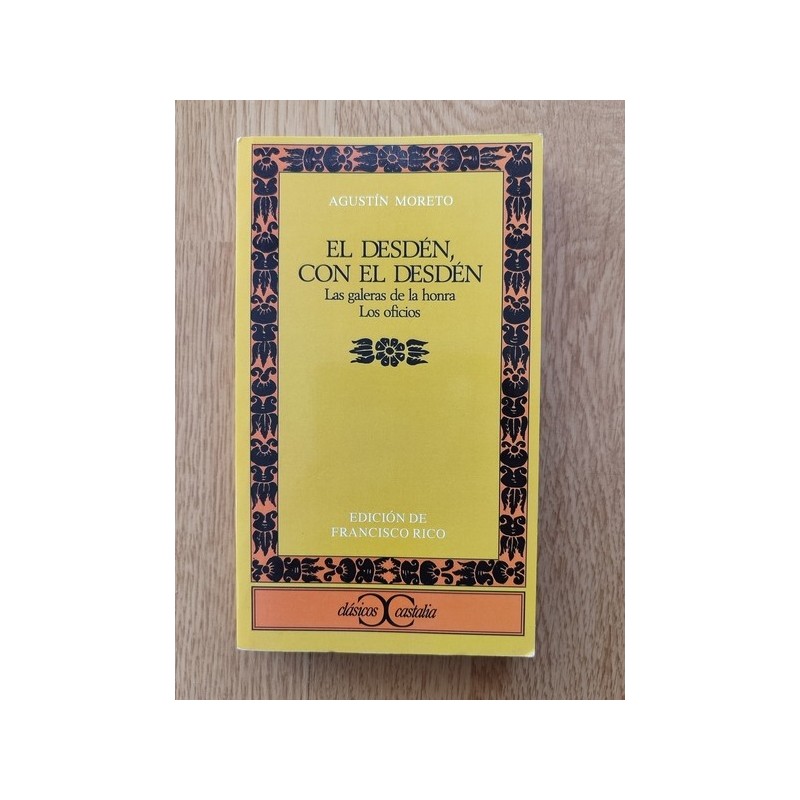 AGUSTÍN MORETO
EL DESDÉN,
CON EL DESDÉN
Las galeras de la honra
Los oficios
EDICIÓN DE
FRANCISCO RICO
clásicos castalia